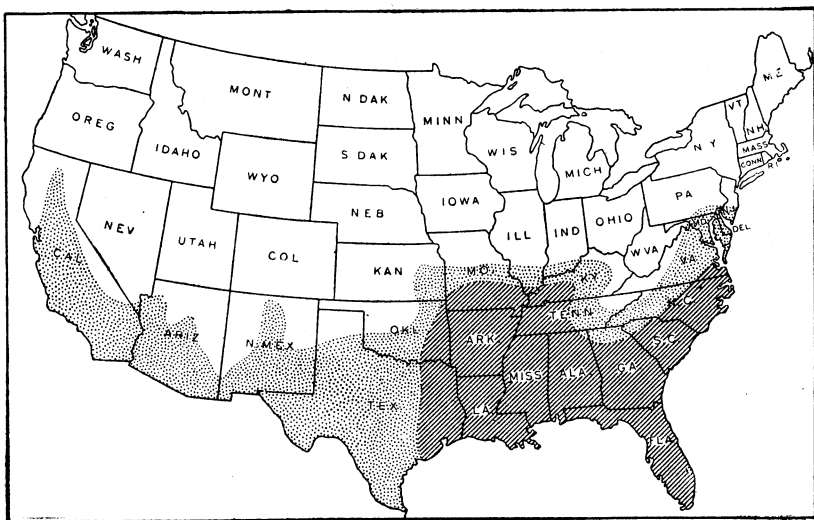 WASH
MONT
N DAK
MINN
ME
VT
NH
OREG
IDAHO
S DAK
WIS
MICH
N Y
MASS
CONN
R I
WYO
NEB
IOWA
PA
NEV
UTAH
COL
ILL
IND
OHIO
W VA
MD
N J
DEL
CAL
KAN
MO
KY
VA
ARIZ
N MEX
OKL
ARK
TENN
N C
S C
TEX
LA
MISS
ALA
GA
FLA